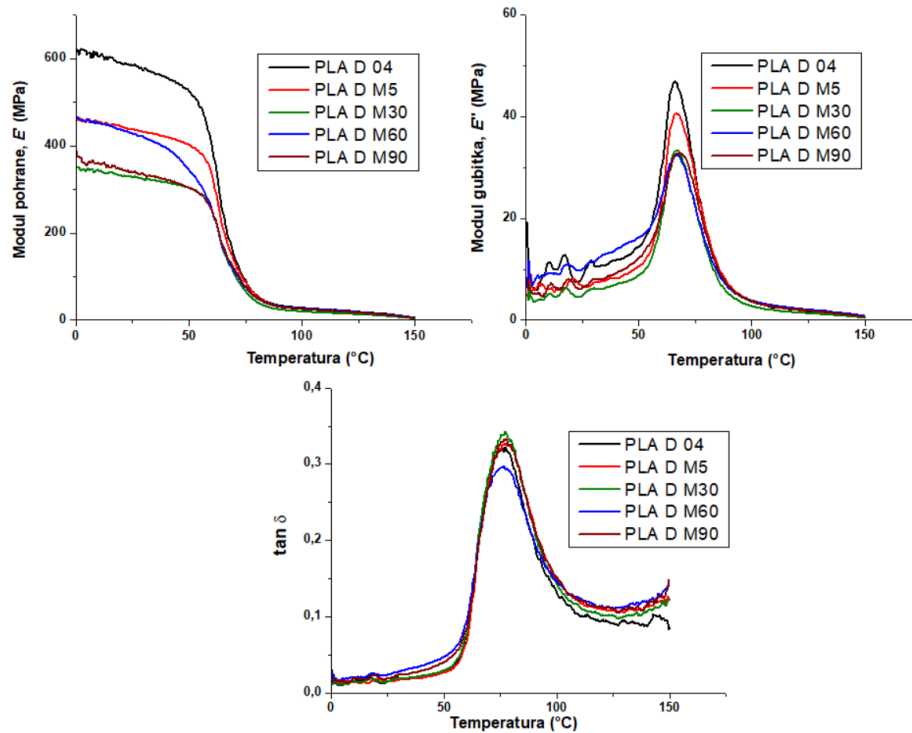 Modul pohrane, E' (MPa)
600
400
200
0
PLA D 04
PLA D M5
PLA D M30
PLA D M60
PLA D M90
0
50
100
150
Temperatura (°C)
Modul gubitka, E'' (MPa)
60
40
20
0
PLA D 04
PLA D M5
PLA D M30
PLA D M60
PLA D M90
0
50
100
150
Temperatura (°C)
tan δ
0,4
0,3
0,2
0,1
0,0
PLA D 04
PLA D M5
PLA D M30
PLA D M60
PLA D M90
0
50
100
150
Temperatura (°C)